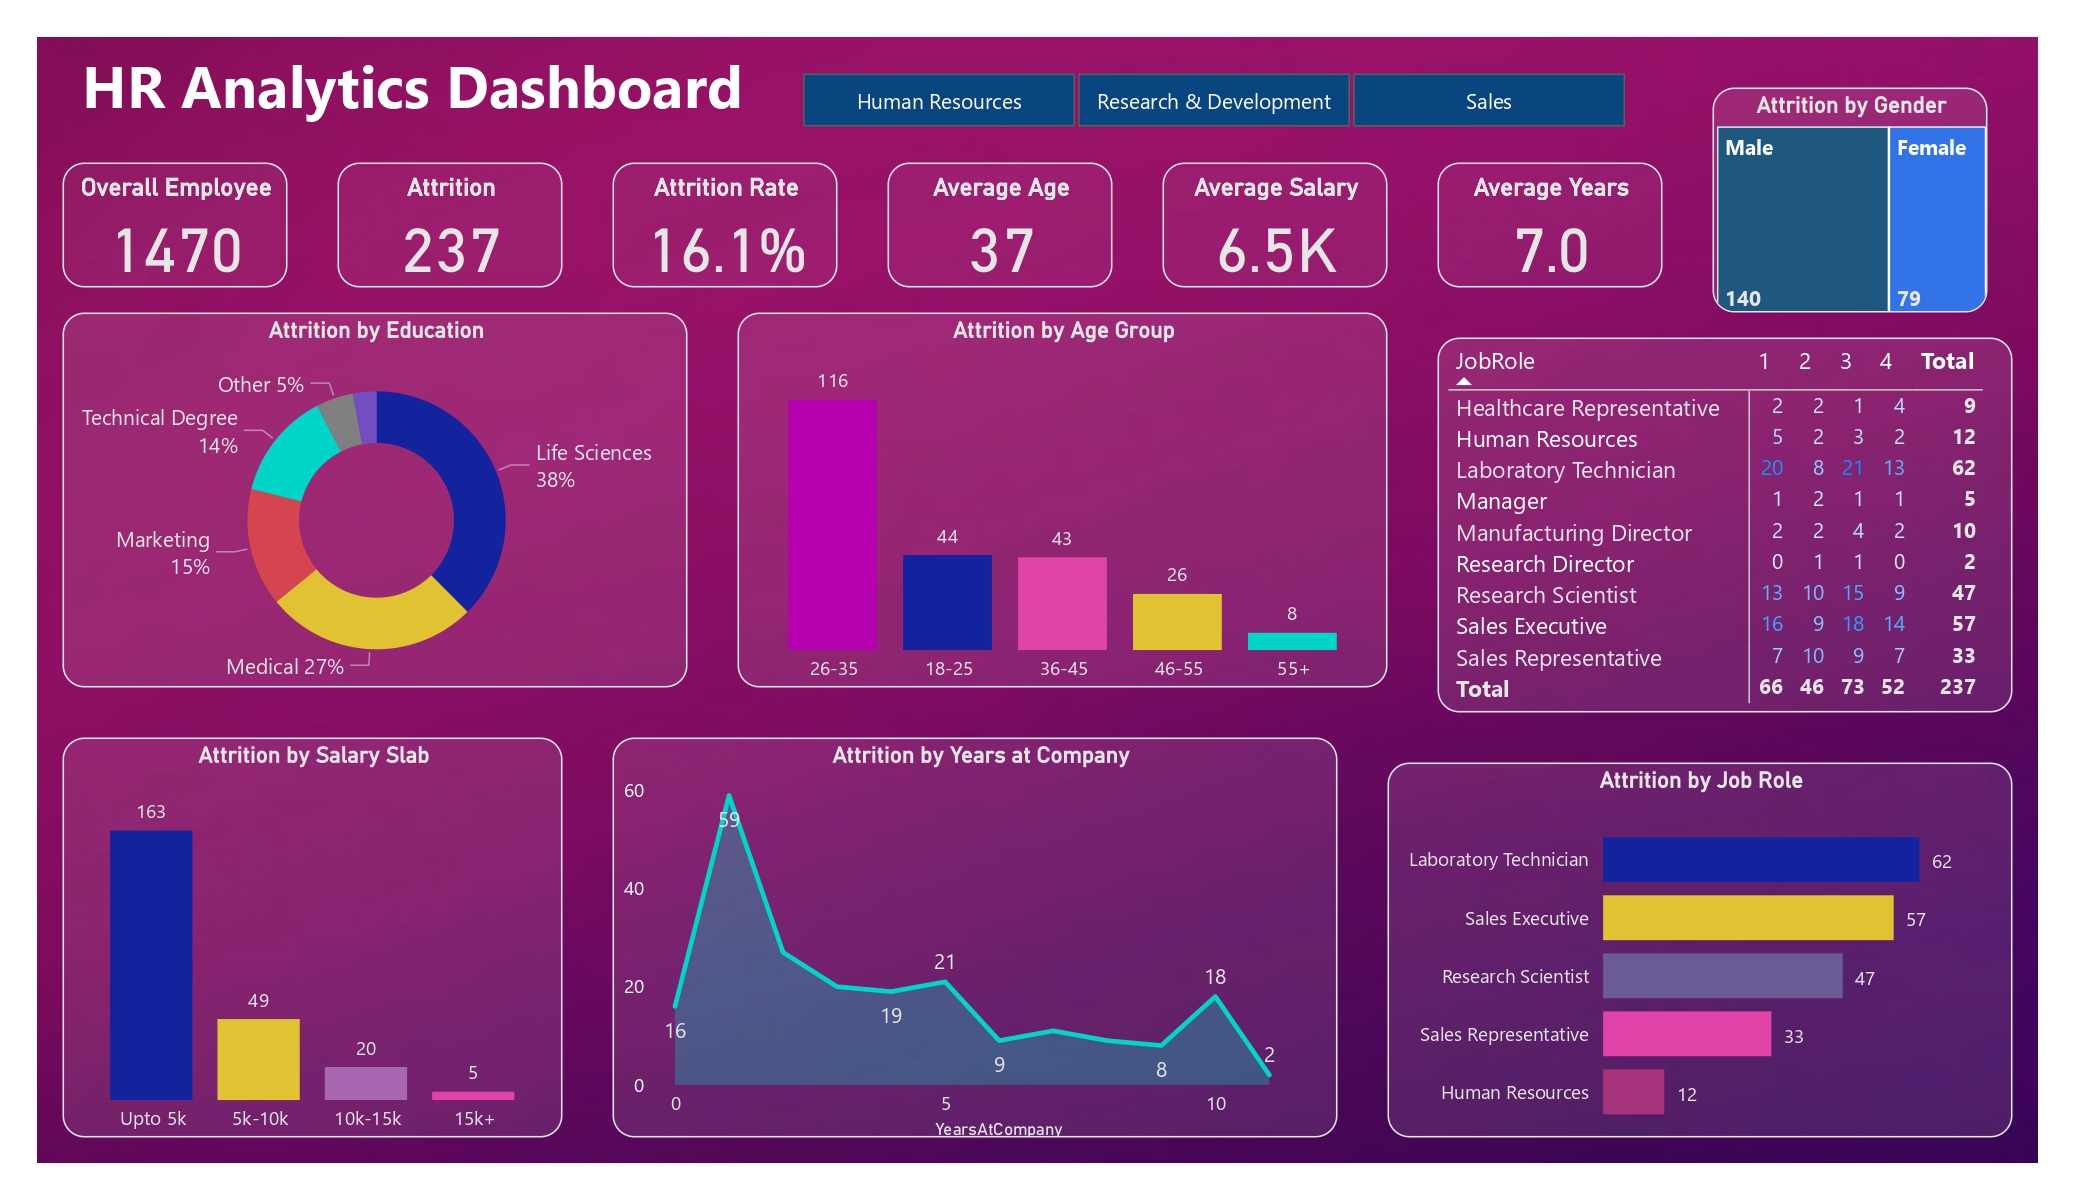 HR Analytics Dashboard
Human Resources
Research & Development
Sales
Overall Employee
1470
Attrition
237
Attrition Rate
16.1%
Average Age
37
Average Salary
6.5K
Average Years
7.0
Attrition by Gender
Male
140
Female
79
Attrition by Education
Other 5%
Technical Degree
14%
Marketing
15%
Medical 27%
Life Sciences
38%
Attrition by Age Group
116
44
43
26
8
26-35
18-25
36-45
46-55
55+
JobRole 1 2 3 4 Total
Healthcare Representative 2 2 1 4 9
Human Resources 5 2 3 2 12
Laboratory Technician 20 8 21 13 62
Manager 1 2 1 1 5
Manufacturing Director 2 2 4 2 10
Research Director 0 1 1 0 2
Research Scientist 13 10 15 9 47
Sales Executive 16 9 18 14 57
Sales Representative 7 10 9 7 33
Total 66 46 73 52 237
Attrition by Salary Slab
163
49
20
5
Upto 5k
5k-10k
10k-15k
15k+
Attrition by Years at Company
60
40
20
0
16
59
19
21
9
8
18
2
0
5
10
YearsAtCompany
Attrition by Job Role
Laboratory Technician 62
Sales Executive 57
Research Scientist 47
Sales Representative 33
Human Resources 12